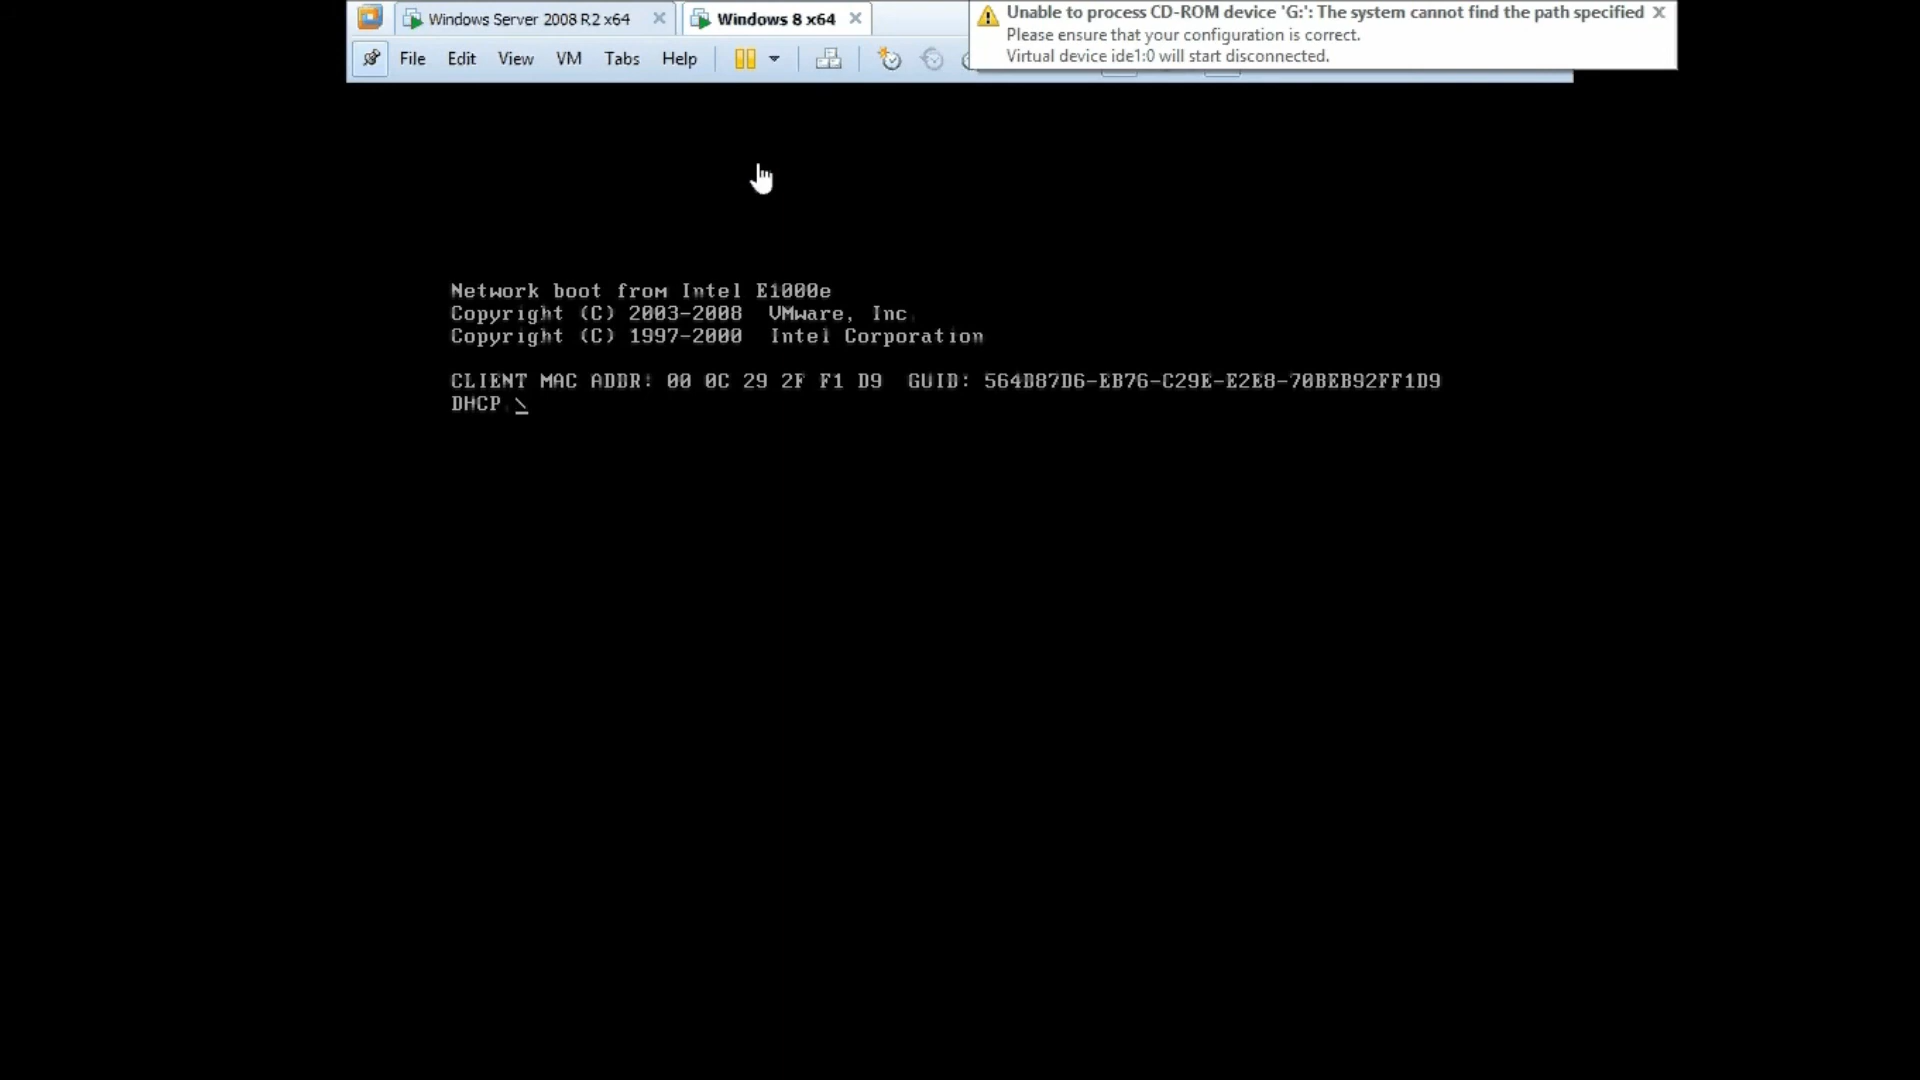 Windows Server 2008 R2 x64
Windows 8 x64
Unable to process CD-ROM device 'G:': The system cannot find the path specified
Please ensure that your configuration is correct.
Virtual device ide1:0 will start disconnected.
File Edit View VM Tabs Help
Network boot from Intel E1000e
Copyright (C) 2003-2008 VMware, Inc.
Copyright (C) 1997-2000 Intel Corporation
CLIENT MAC ADDR: 00 0C 29 2F F1 D9 GUID: 564D87D6-EB76-C29E-E2E8-70BEB92FF1D9
DHCP.\